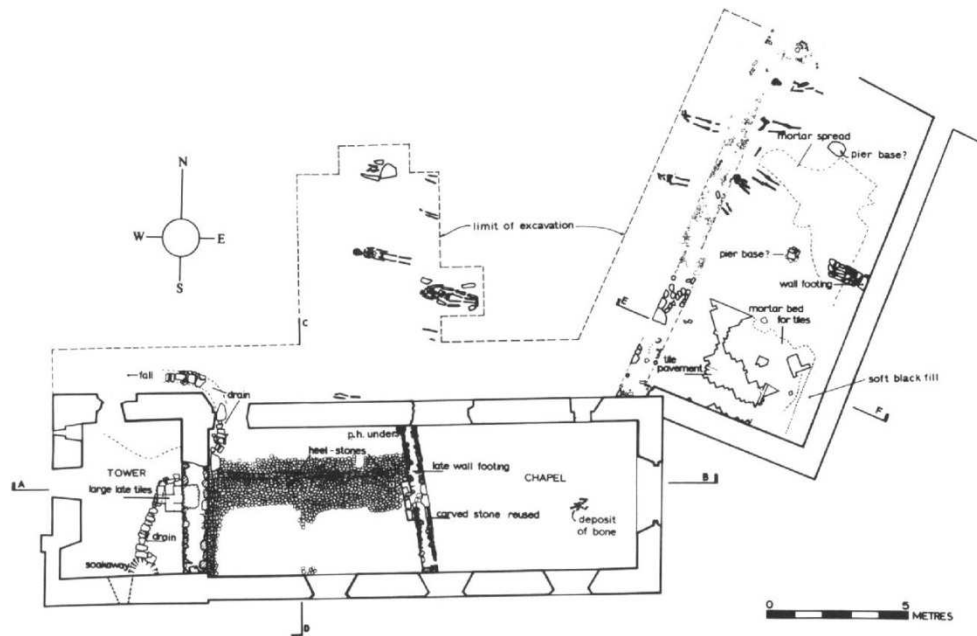 N
W E
S
mortar spread
pier base?
limit of excavation
pier base?
wall footing
E
mortar bed
for tiles
C
tile
pavement
soft black fill
F
fall
drain
p.h. under
heel-stones
late wall footing
TOWER
CHAPEL
A
large late tiles
B
carved stone reused
deposit
of bone
drain
soakaway
D
0 5
METRES